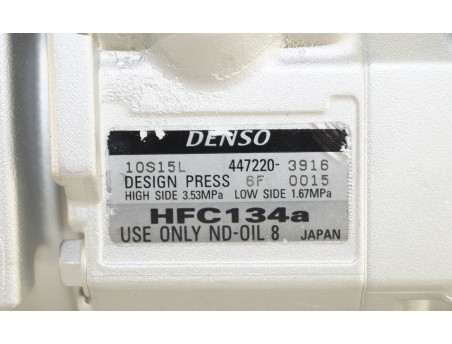 DENSO
10S15L 447220-3916
DESIGN PRESS 6F 0015
HIGH SIDE 3.53MPa LOW SIDE 1.67MPa
HFC134a
USE ONLY ND-OIL 8 JAPAN